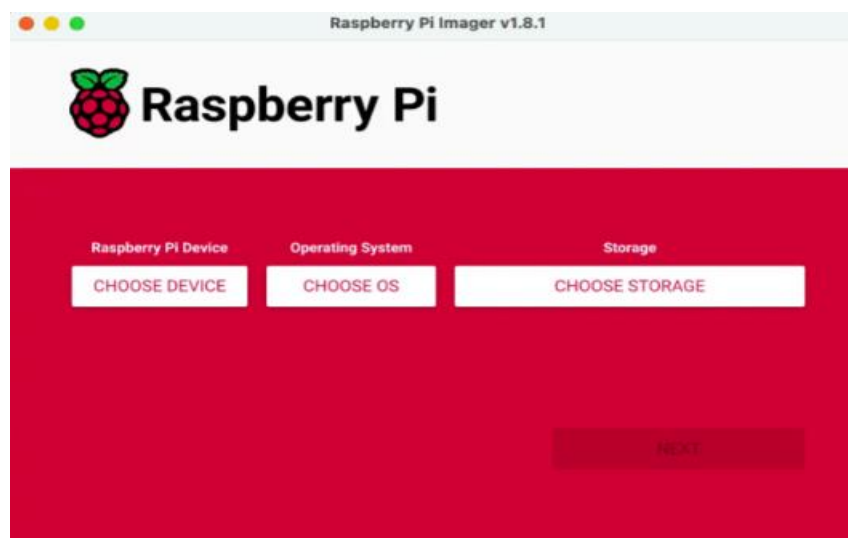 Raspberry Pi Imager v1.8.1
Raspberry Pi
Raspberry Pi Device Operating System Storage
CHOOSE DEVICE CHOOSE OS CHOOSE STORAGE
NEXT